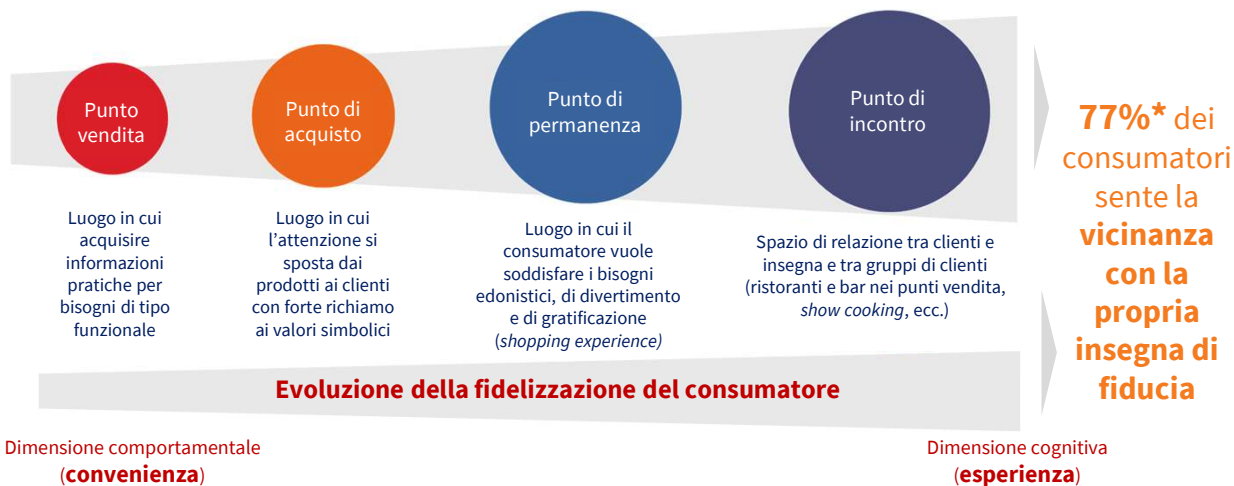 Punto
vendita
Punto di
acquisto
Punto di
permanenza
Punto di
incontro
Luogo in cui
acquisire
informazioni
pratiche per
bisogni di tipo
funzionale
Luogo in cui
l'attenzione si
sposta dai
prodotti ai clienti
con forte richiamo
ai valori simbolici
Luogo in cui il
consumatore vuole
soddisfare i bisogni
edonistici, di divertimento
e di gratificazione
(shopping experience)
Spazio di relazione tra clienti e
insegna e tra gruppi di clienti
(ristoranti e bar nei punti vendita,
show cooking, ecc.)
77%* dei
consumatori
sente la
vicinanza
con la
propria
insegna di
fiducia
Evoluzione della fidelizzazione del consumatore
Dimensione comportamentale
(convenienza)
Dimensione cognitiva
(esperienza)